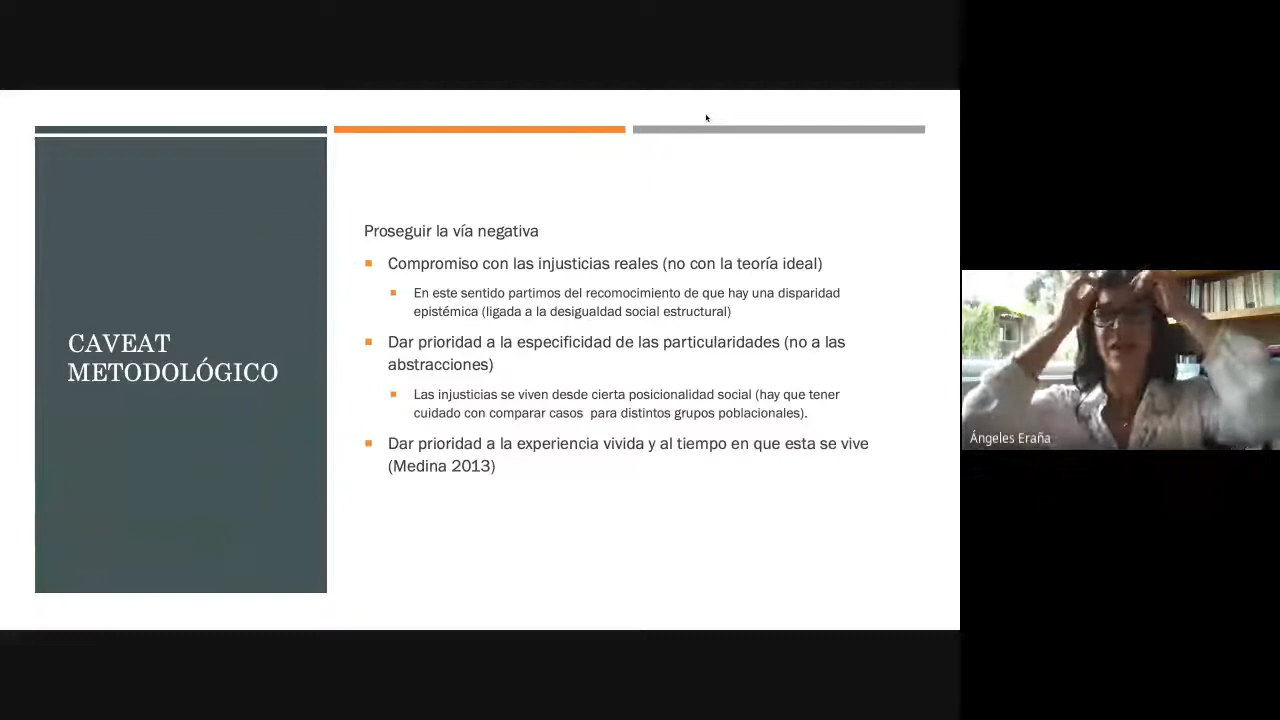 CAVEAT
METODOLÓGICO
Proseguir la vía negativa
Compromiso con las injusticias reales (no con la teoría ideal)
En este sentido partimos del recomocimiento de que hay una disparidad
epistémica (ligada a la desigualdad social estructural)
Dar prioridad a la especificidad de las particularidades (no a las
abstracciones)
Las injusticias se viven desde cierta posicionalidad social (hay que tener
cuidado con comparar casos para distintos grupos poblacionales).
Dar prioridad a la experiencia vivida y al tiempo en que esta se vive
(Medina 2013)
Ángeles Eraña